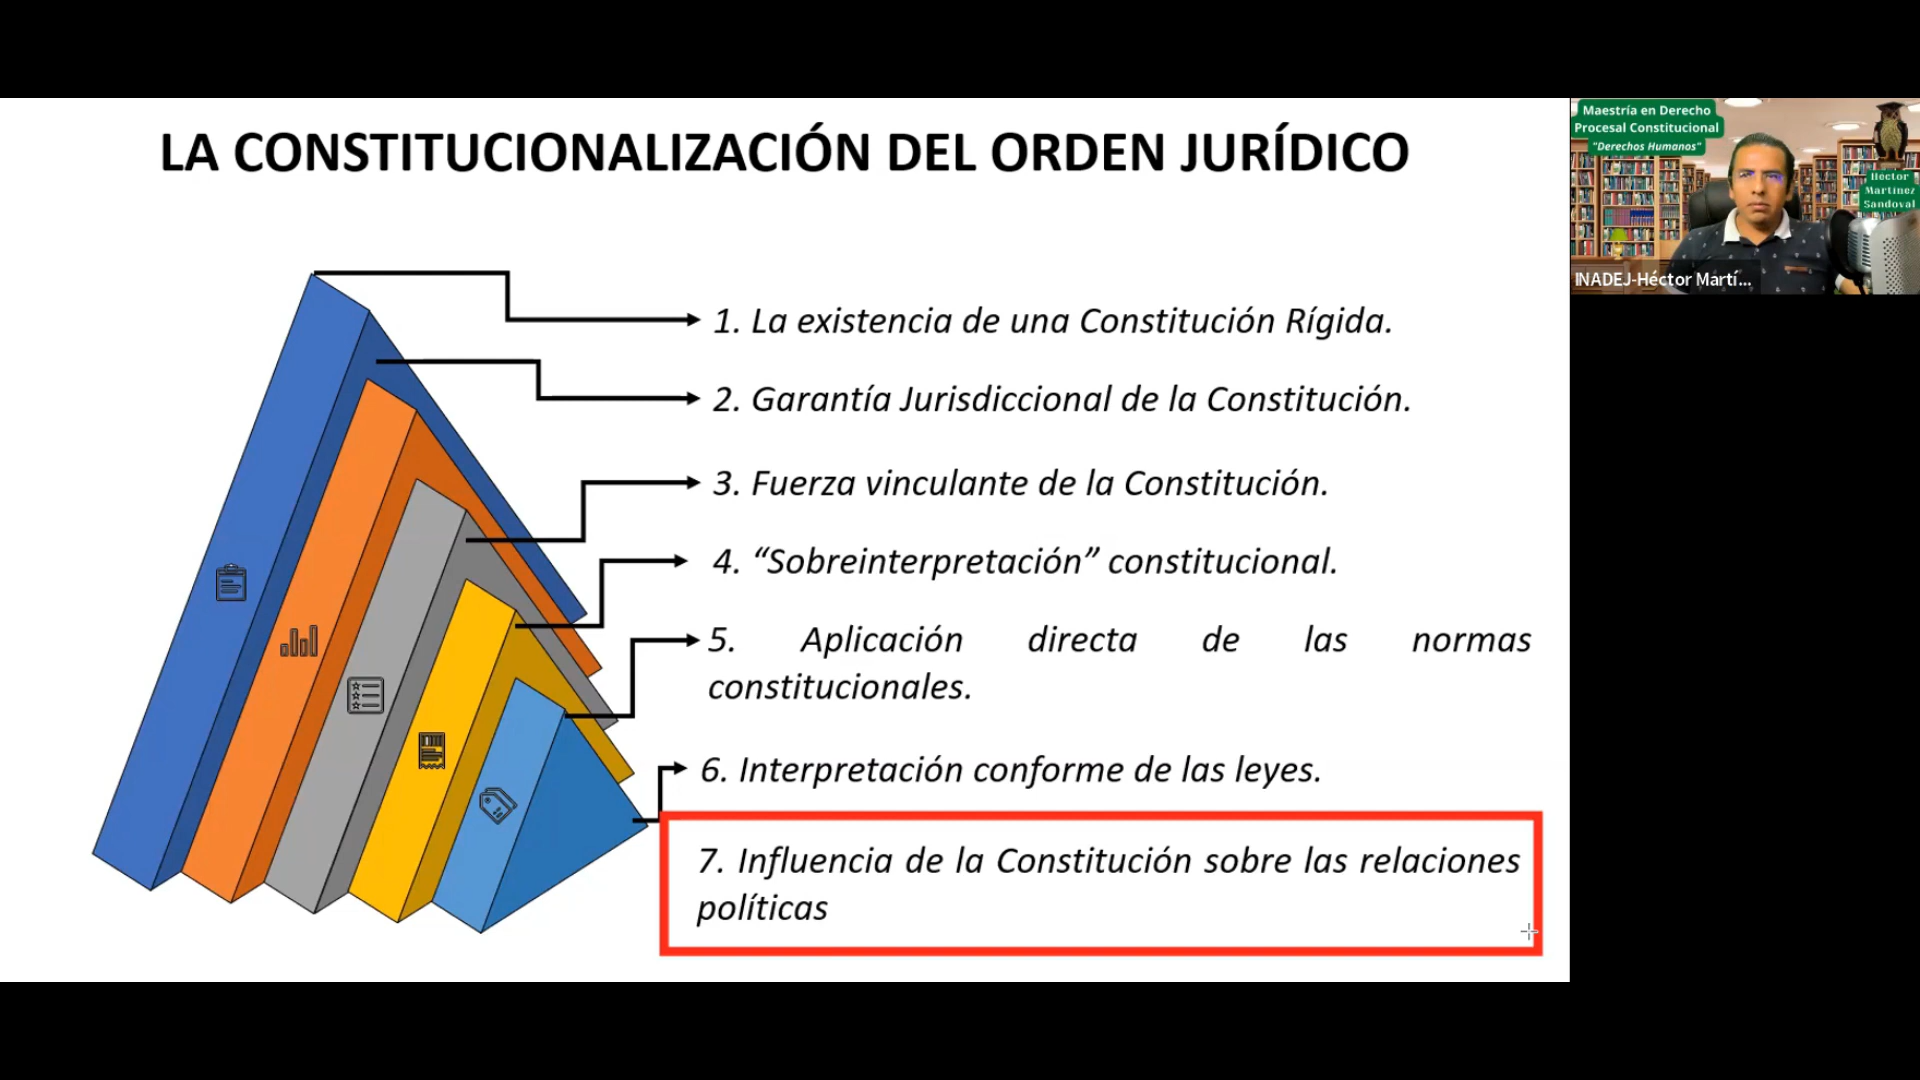 LA CONSTITUCIONALIZACIÓN DEL ORDEN JURÍDICO
1. La existencia de una Constitución Rígida.
2. Garantía Jurisdiccional de la Constitución.
3. Fuerza vinculante de la Constitución.
4. “Sobreinterpretación” constitucional.
5. Aplicación directa de las normas
constitucionales.
6. Interpretación conforme de las leyes.
7. Influencia de la Constitución sobre las relaciones
políticas
Maestría en Derecho
Procesal Constitucional
"Derechos Humanos"
Hector
Martínez
Sandoval
INADEJ-Héctor Martí...